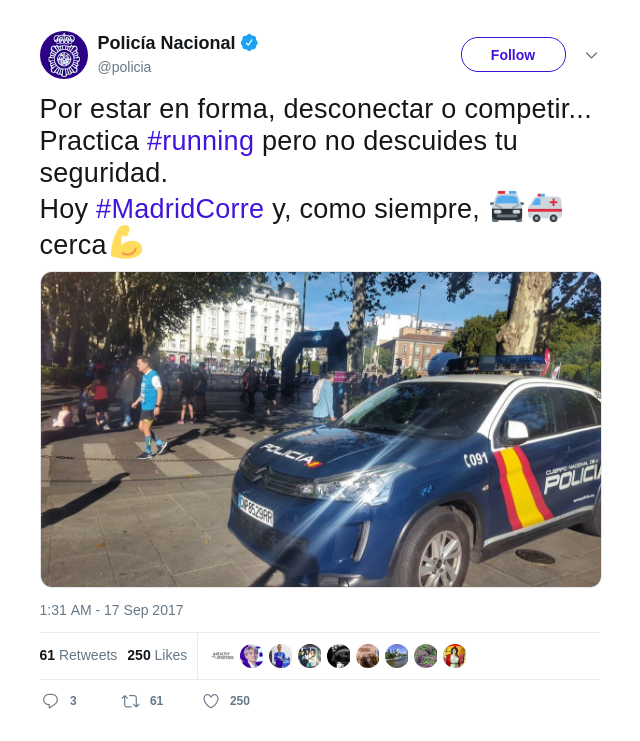 Policía Nacional
@policia
Follow
Por estar en forma, desconectar o competir...
Practica #running pero no descuides tu
seguridad.
Hoy #MadridCorre y, como siempre, 🚔🚑
cerca💪
POLICÍA
091
CUERPO NACIONAL DE
POLICÍA
1:31 AM - 17 Sep 2017
61 Retweets 250 Likes
3 61 250